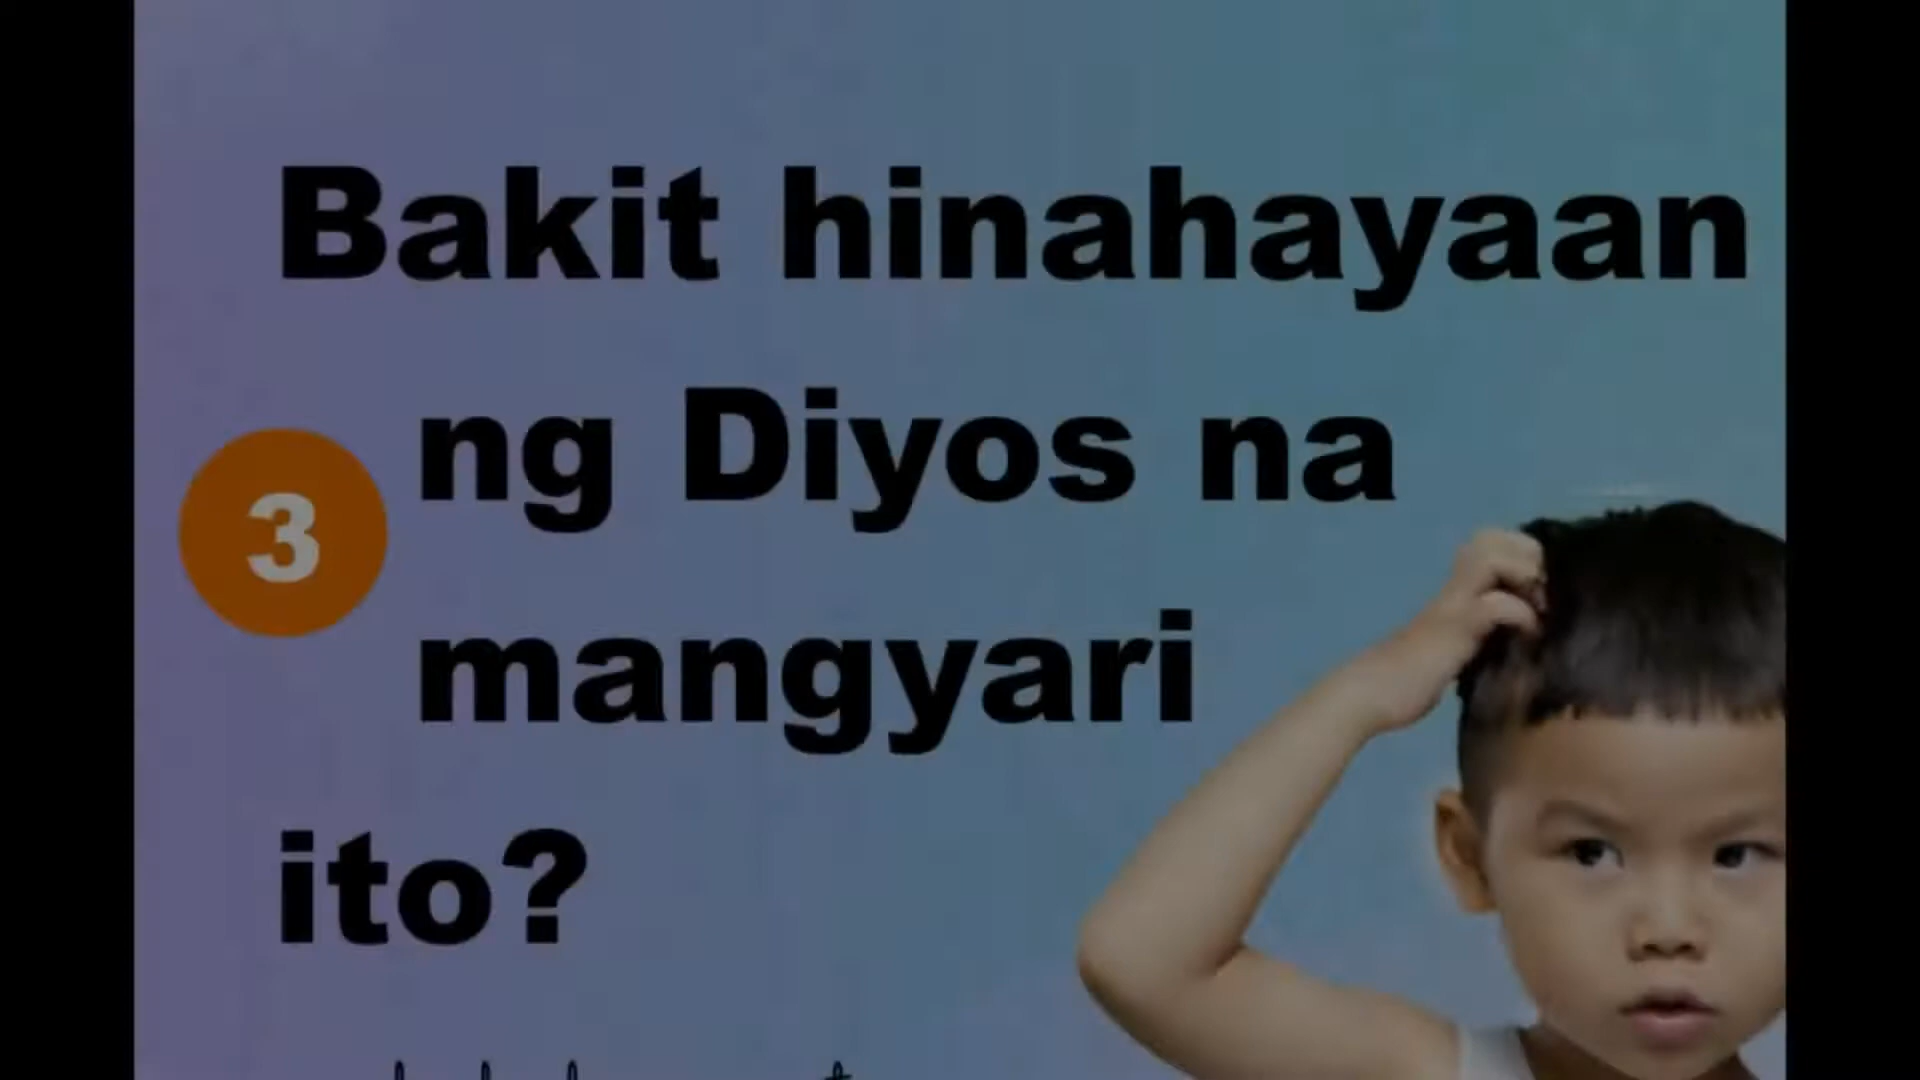 Bakit hinahayaan
ng Diyos na
3
mangyari
ito?